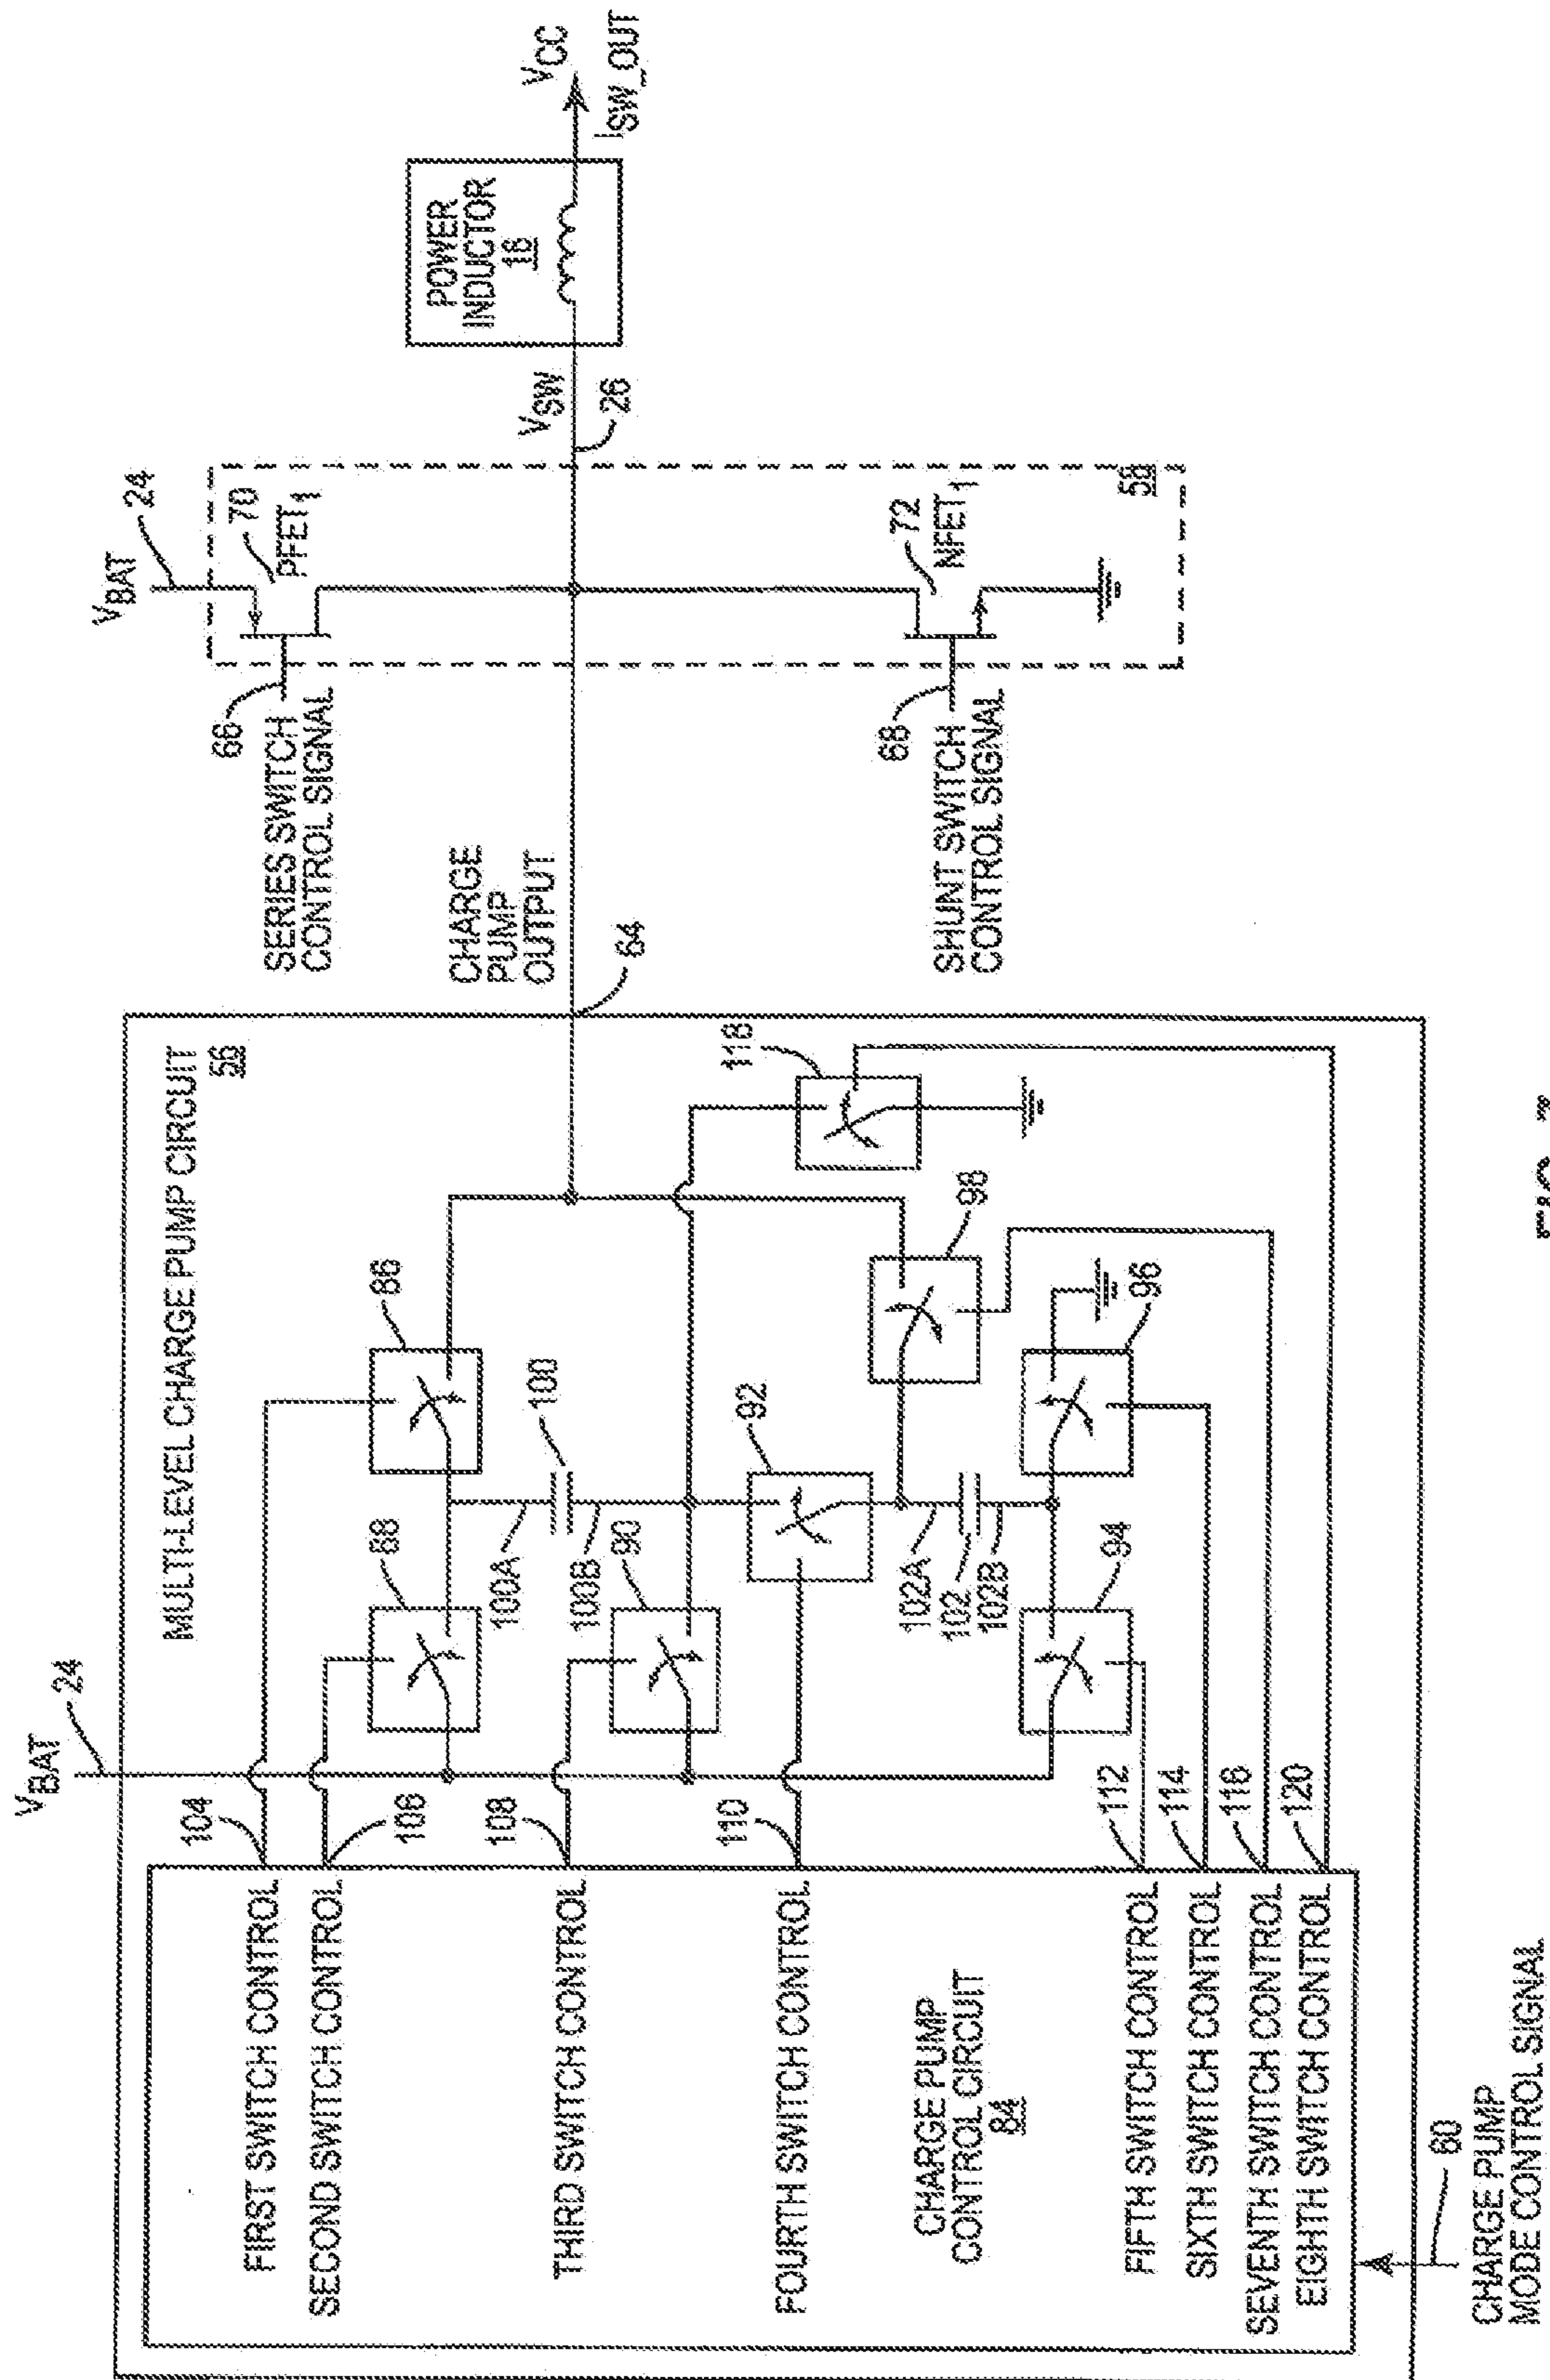 MULTI-LEVEL CHARGE PUMP CIRCUIT
56
VBAT
24
FIRST SWITCH CONTROL
104
SECOND SWITCH CONTROL
106
THIRD SWITCH CONTROL
108
FOURTH SWITCH CONTROL
110
CHARGE PUMP
CONTROL CIRCUIT
84
FIFTH SWITCH CONTROL
112
SIXTH SWITCH CONTROL
114
SEVENTH SWITCH CONTROL
116
EIGHTH SWITCH CONTROL
120
60
CHARGE PUMP
MODE CONTROL SIGNAL
88
86
100A
100
100B
90
92
102A
102
102B
94
96
98
118
64
CHARGE
PUMP
OUTPUT
66
SERIES SWITCH
CONTROL SIGNAL
68
SHUNT SWITCH
CONTROL SIGNAL
VBAT
24
70
PFET1
72
NFET1
58
VSW
26
POWER
INDUCTOR
16
VCC
ISW_OUT